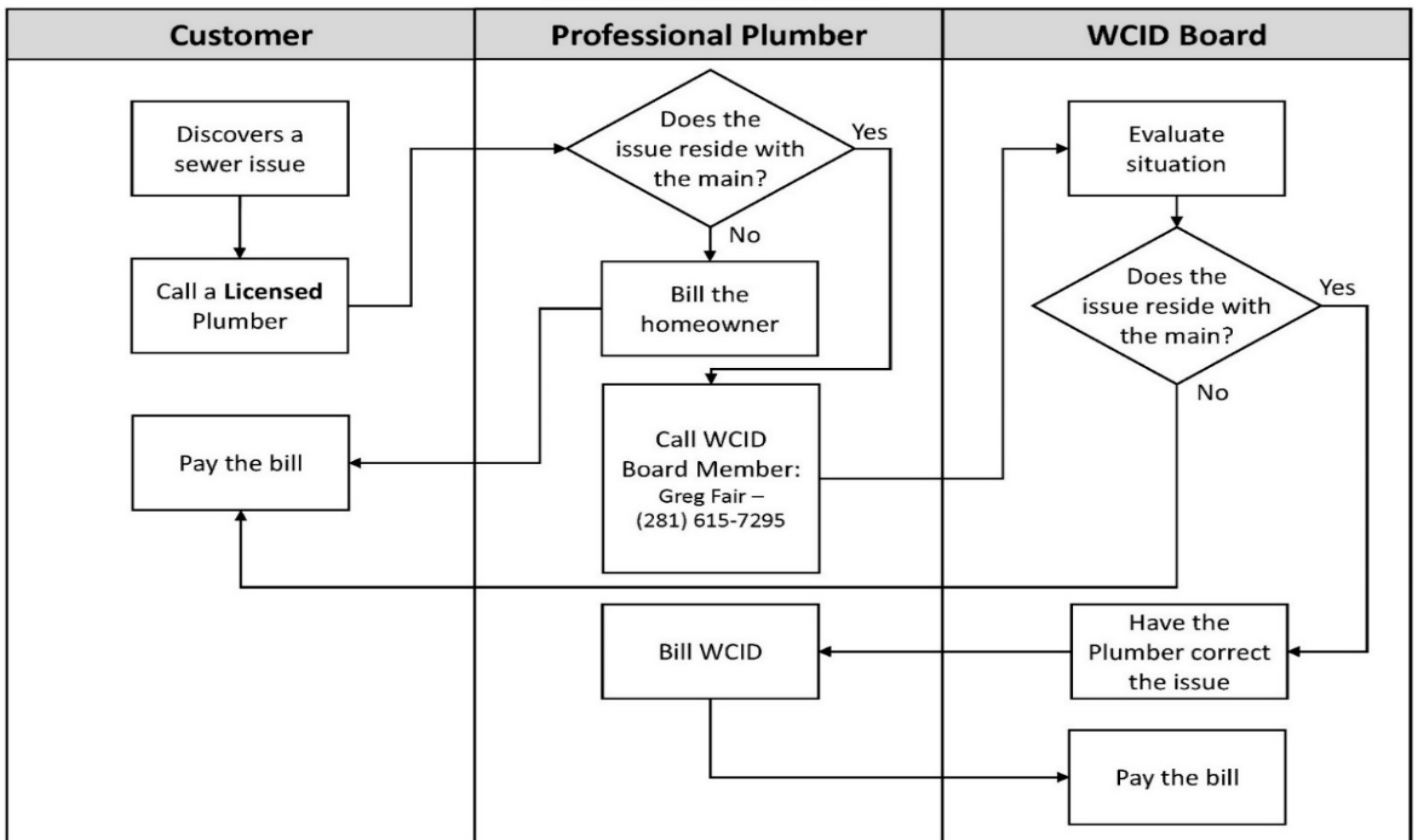 Customer
Professional Plumber
WCID Board
Discovers a
sewer issue
Call a Licensed
Plumber
Pay the bill
Does the
issue reside with
the main?
Yes
No
Bill the
homeowner
Call WCID
Board Member:
Greg Fair –
(281) 615-7295
Bill WCID
Evaluate
situation
Does the
issue reside with
the main?
Yes
No
Have the
Plumber correct
the issue
Pay the bill